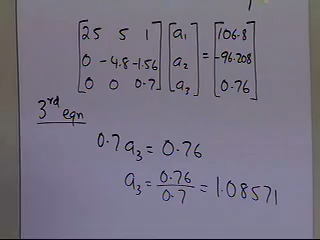 [25 5 1] [a₁] [106.8]
[0 -4.8 -1.56] [a₂] = [-96.208]
[0 0 0.7] [a₃] [0.76]
3rd eqn
0.7 a₃ = 0.76
a₃ = 0.76/0.7 = 1.08571